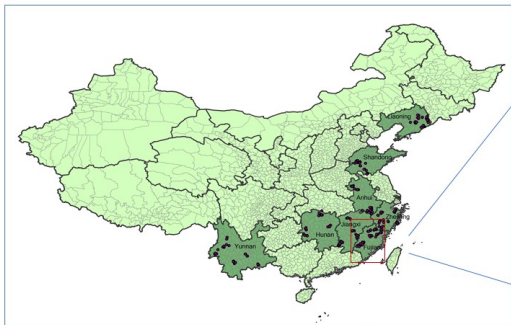 Liaoning
Shandong
Anhui
Zhejiang
Jiangxi
Hunan
Fujian
Yunnan